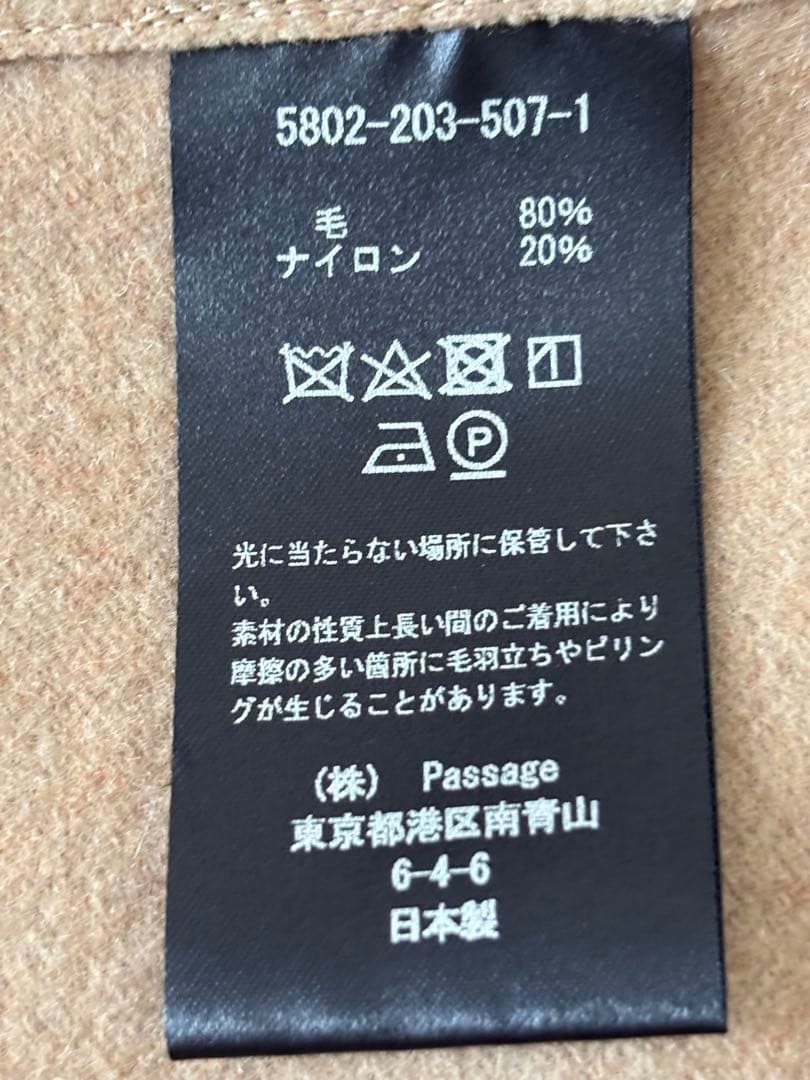 5802-203-507-1
毛 80%
ナイロン 20%
P
光に当たらない場所に保管して下さ
い。
素材の性質上長い間のご着用により
摩擦の多い箇所に毛羽立ちやピリン
グが生じることがあります。
(株) Passage
東京都港区南青山
6-4-6
日本製